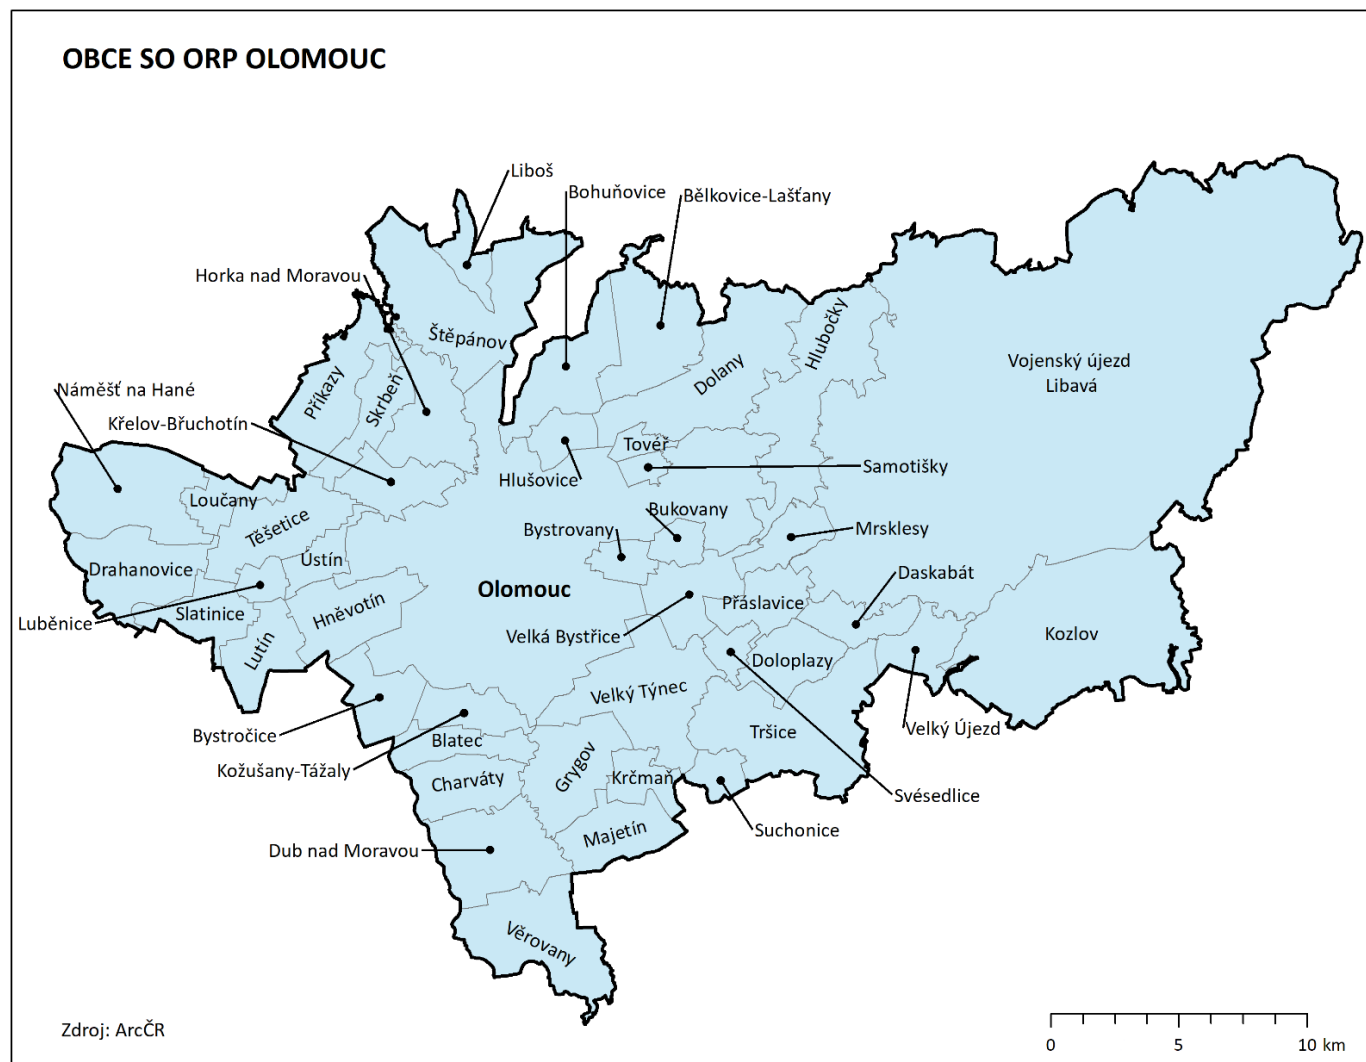 OBCE SO ORP OLOMOUC
Liboš
Bohuňovice
Bělkovice-Lašťany
Horka nad Moravou
Štěpánov
Hlubočky
Vojenský újezd
Libavá
Dolany
Příkazy
Skrbeň
Náměšť na Hané
Křelov-Břuchotín
Tovéř
Samotišky
Hlušovice
Loučany
Bukovany
Těšetice
Bystrovany
Mrsklesy
Ústín
Drahanovice
Daskabát
Olomouc
Přáslavice
Hněvotín
Slatinice
Luběnice
Velká Bystřice
Kozlov
Lutín
Doloplazy
Velký Týnec
Velký Újezd
Tršice
Bystročice
Blatec
Kožušany-Tážaly
Grygov
Krčmaň
Charváty
Svésedlice
Majetín
Suchonice
Dub nad Moravou
Věrovany
Zdroj: ArcČR
0 5 10 km